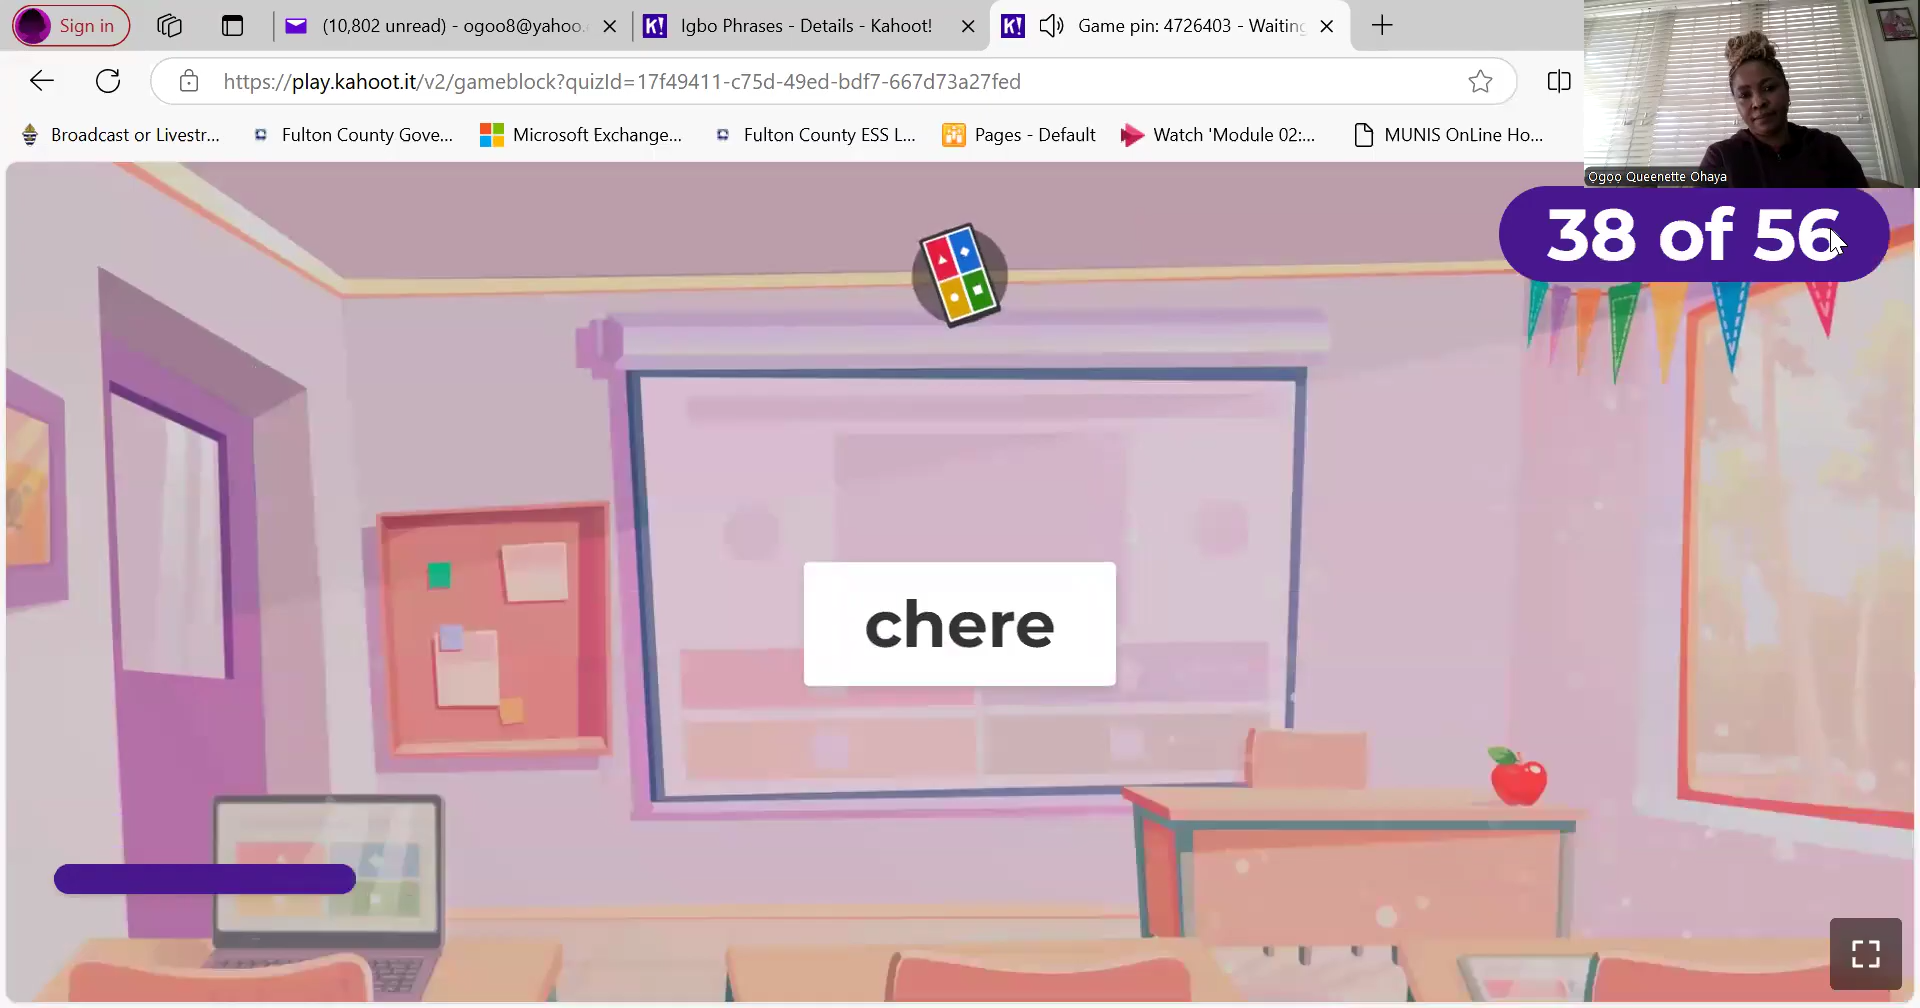 Sign in
(10,802 unread) - ogoo8@yahoo.
Igbo Phrases - Details - Kahoot!
Game pin: 4726403 - Waiting
https://play.kahoot.it/v2/gameblock?quizId=17f49411-c75d-49ed-bdf7-667d73a27fed
Broadcast or Livestr...
Fulton County Gove...
Microsoft Exchange...
Fulton County ESS L...
Pages - Default
Watch 'Module 02:...
MUNIS OnLine Ho...
Ọgọọ Queenette Ohaya
38 of 56
chere